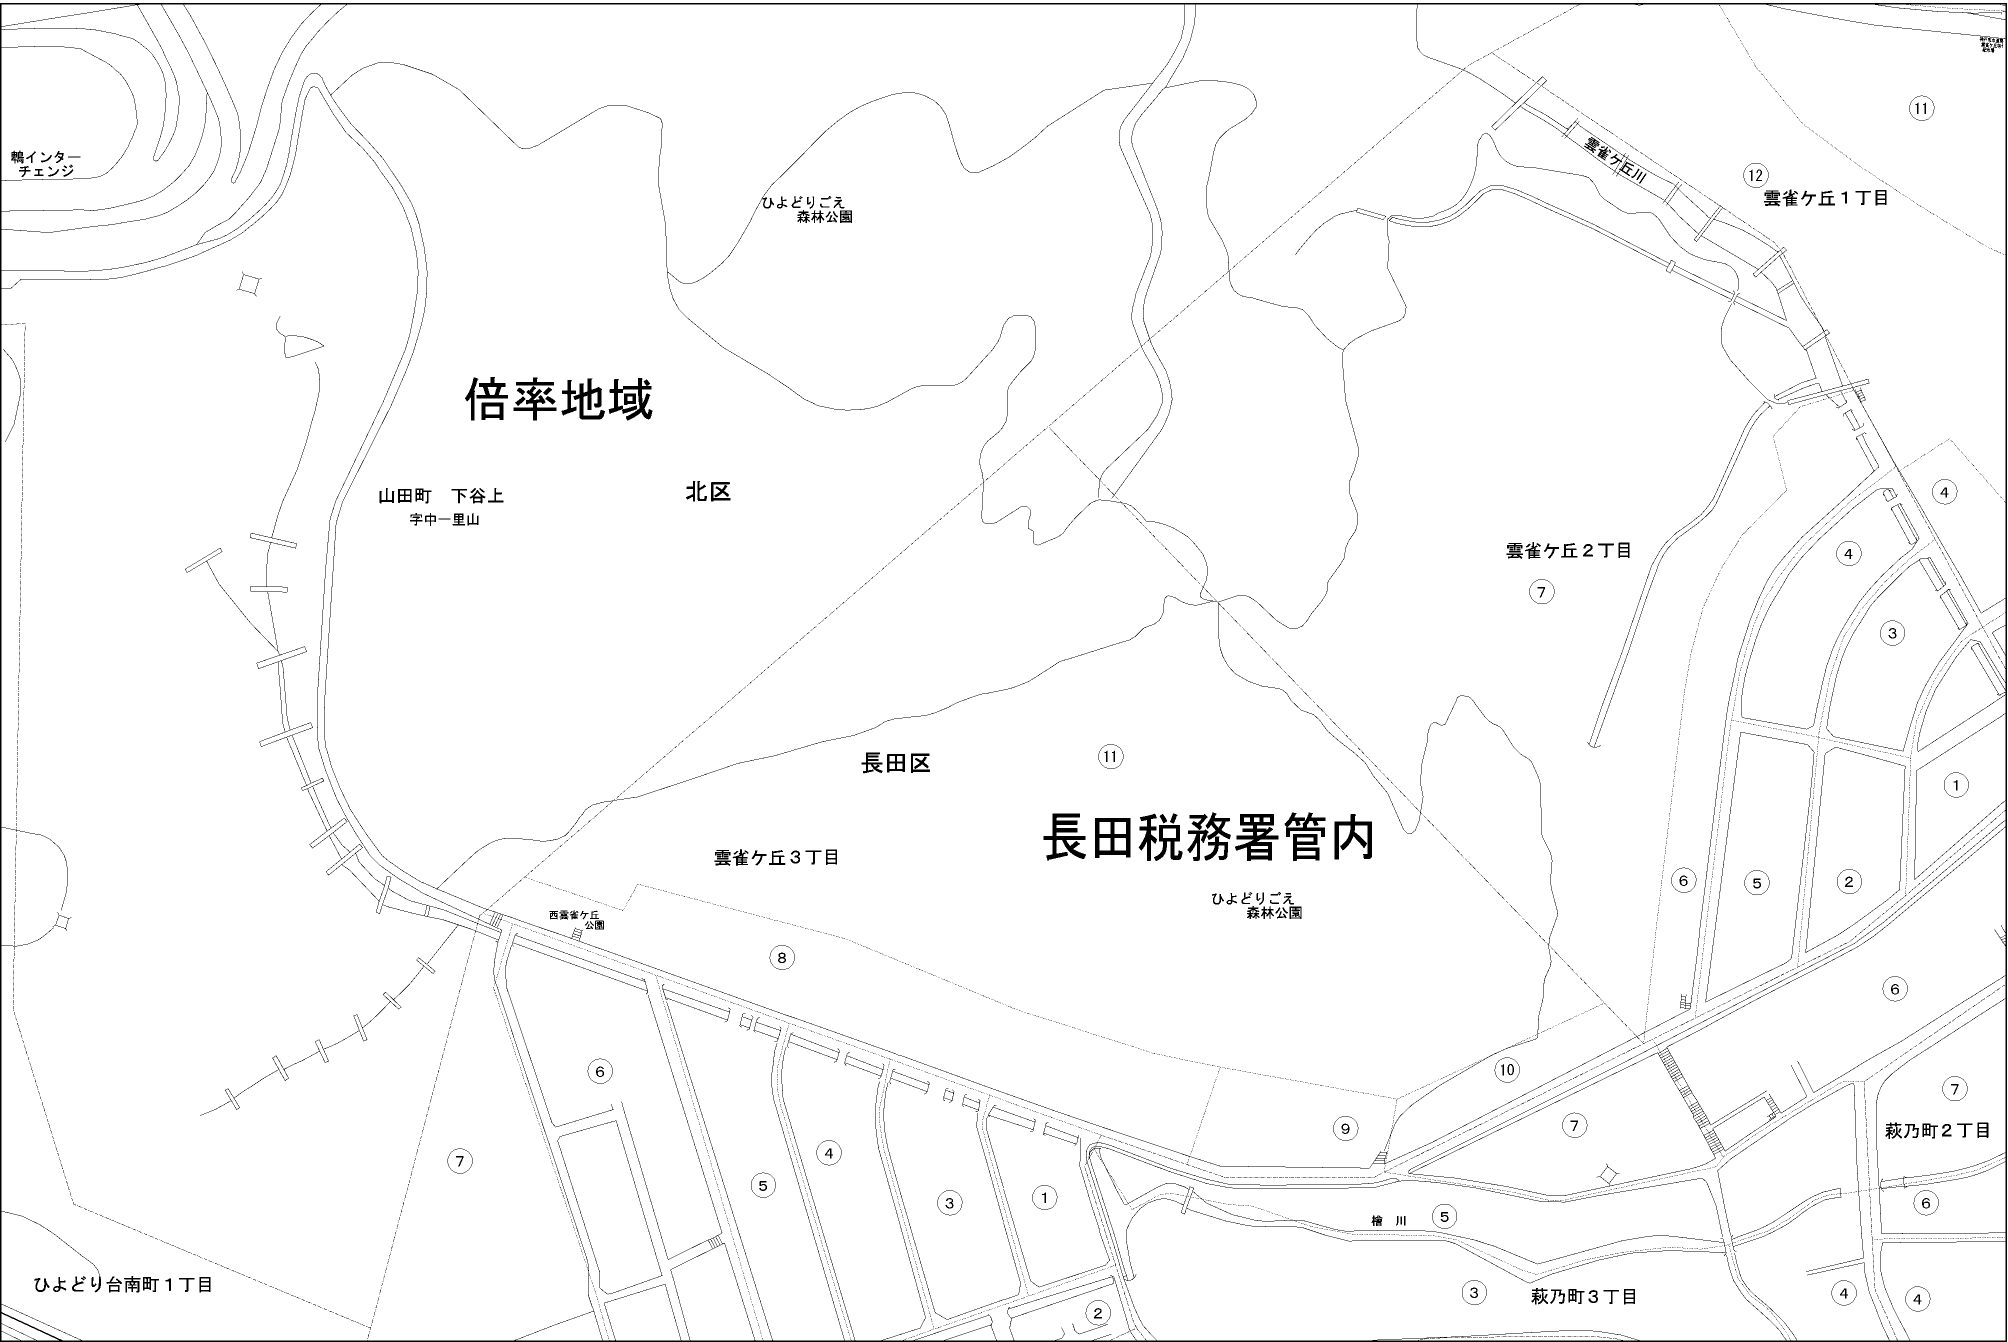 11
鵯インター
チェンジ
雲雀ケ丘川
12
雲雀ケ丘1丁目
ひよどりごえ
森林公園
倍率地域
山田町 下谷上
字中一里山
北区
4
雲雀ケ丘2丁目
7
4
3
長田区
11
1
長田税務署管内
雲雀ケ丘3丁目
6
5
2
ひよどりごえ
森林公園
西雲雀ケ丘
公園
8
6
6
10
7
9
7
萩乃町2丁目
7
4
5
3
1
6
檜 川
5
ひよどり台南町1丁目
3
萩乃町3丁目
4
4
2